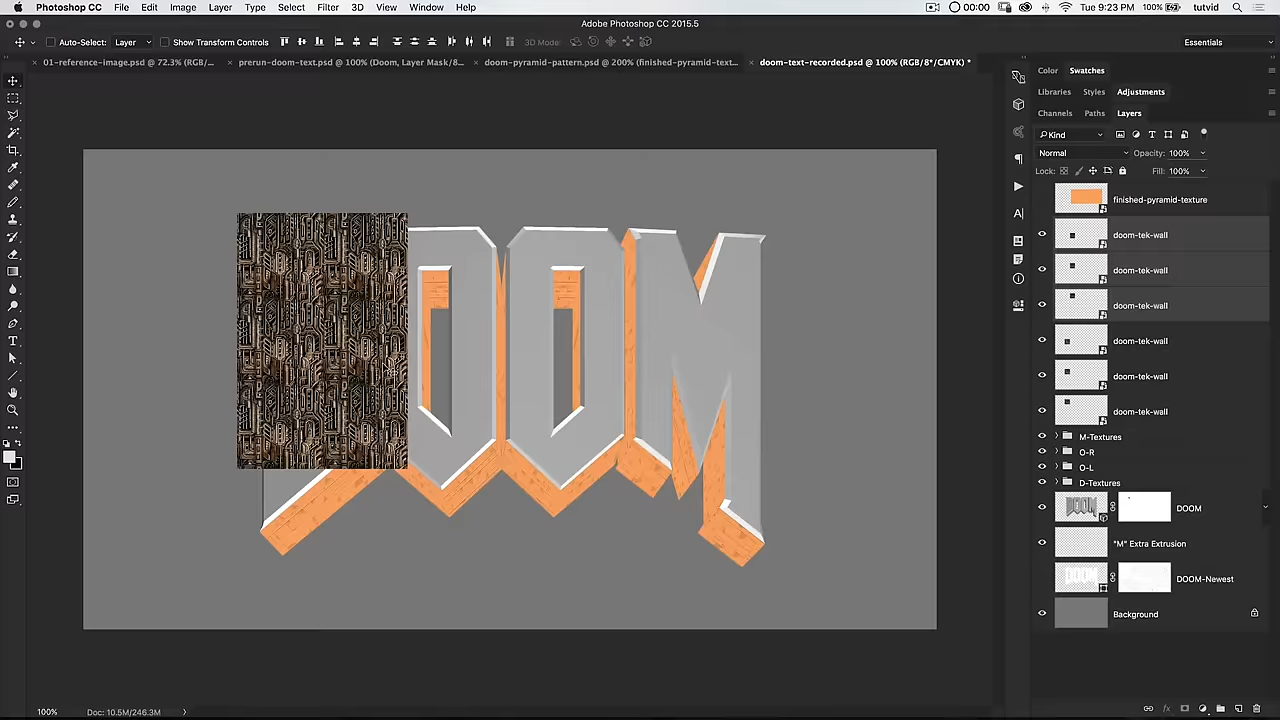 Photoshop CC File Edit Image Layer Type Select Filter 3D View Window Help 00:00 Tue 9:23 PM 100% tutvid
Adobe Photoshop CC 2015.5
Auto-Select: Layer Show Transform Controls 3D Mode: Essentials
01-reference-image.psd @ 72.3% (RGB/... prerun-doom-text.psd @ 100% (Doom, Layer Mask/8... doom-pyramid-pattern.psd @ 200% (finished-pyramid-text... doom-text-recorded.psd @ 100% (RGB/8*/CMYK) *
Color Swatches
Libraries Styles Adjustments
Channels Paths Layers
Kind
Normal Opacity: 100%
Lock: Fill: 100%
finished-pyramid-texture
doom-tek-wall
doom-tek-wall
doom-tek-wall
doom-tek-wall
doom-tek-wall
doom-tek-wall
M-Textures
O-R
O-L
D-Textures
DOOM
"M" Extra Extrusion
DOOM-Newest
Background
DOOM
100% Doc: 10.5M/246.3M